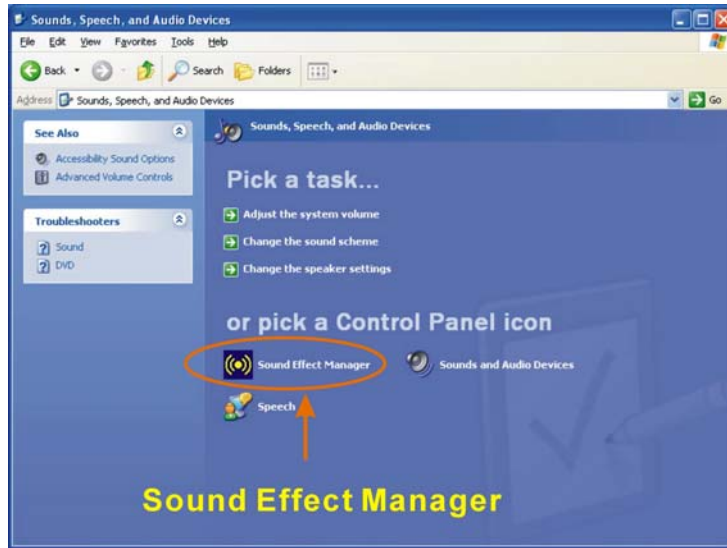 Sounds, Speech, and Audio Devices
File Edit View Favorites Tools Help
Back Search Folders
Address Sounds, Speech, and Audio Devices Go
See Also
Accessibility Sound Options
Advanced Volume Controls
Troubleshooters
Sound
DVD
Sounds, Speech, and Audio Devices
Pick a task...
Adjust the system volume
Change the sound scheme
Change the speaker settings
or pick a Control Panel icon
Sound Effect Manager Sounds and Audio Devices
Speech
Sound Effect Manager